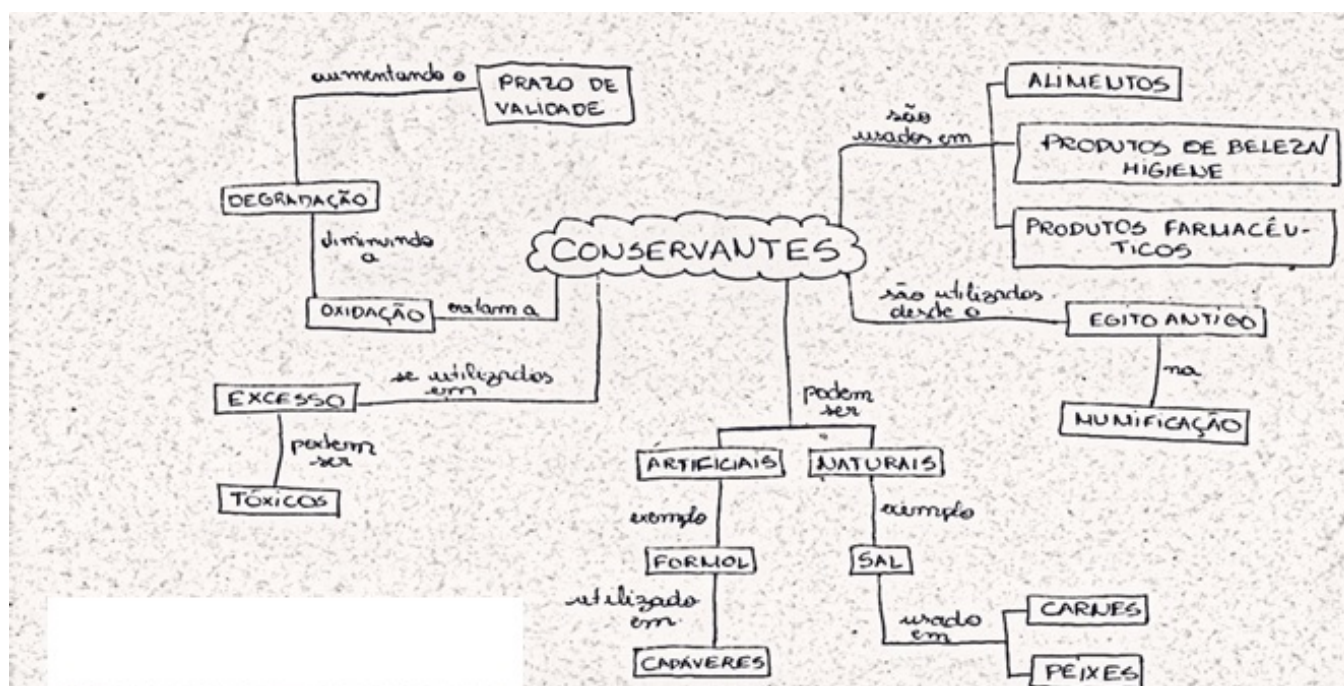 CONSERVANTES
aumentando o
PRAZO DE
VALIDADE
DEGRADAÇÃO
diminuindo
a
OXIDAÇÃO
evitam a
EXCESSO
se utilizados
em
podem
ser
TÓXICOS
são
usados em
ALIMENTOS
PRODUTOS DE BELEZA/
HIGIENE
PRODUTOS FARMACÊU-
TICOS
são utilizados
desde o
EGITO ANTIGO
na
MUMIFICAÇÃO
podem
ser
ARTIFICIAIS
exemplo
FORMOL
utilizado
em
CADÁVERES
NATURAIS
exemplo
SAL
usado
em
CARNES
PEIXES